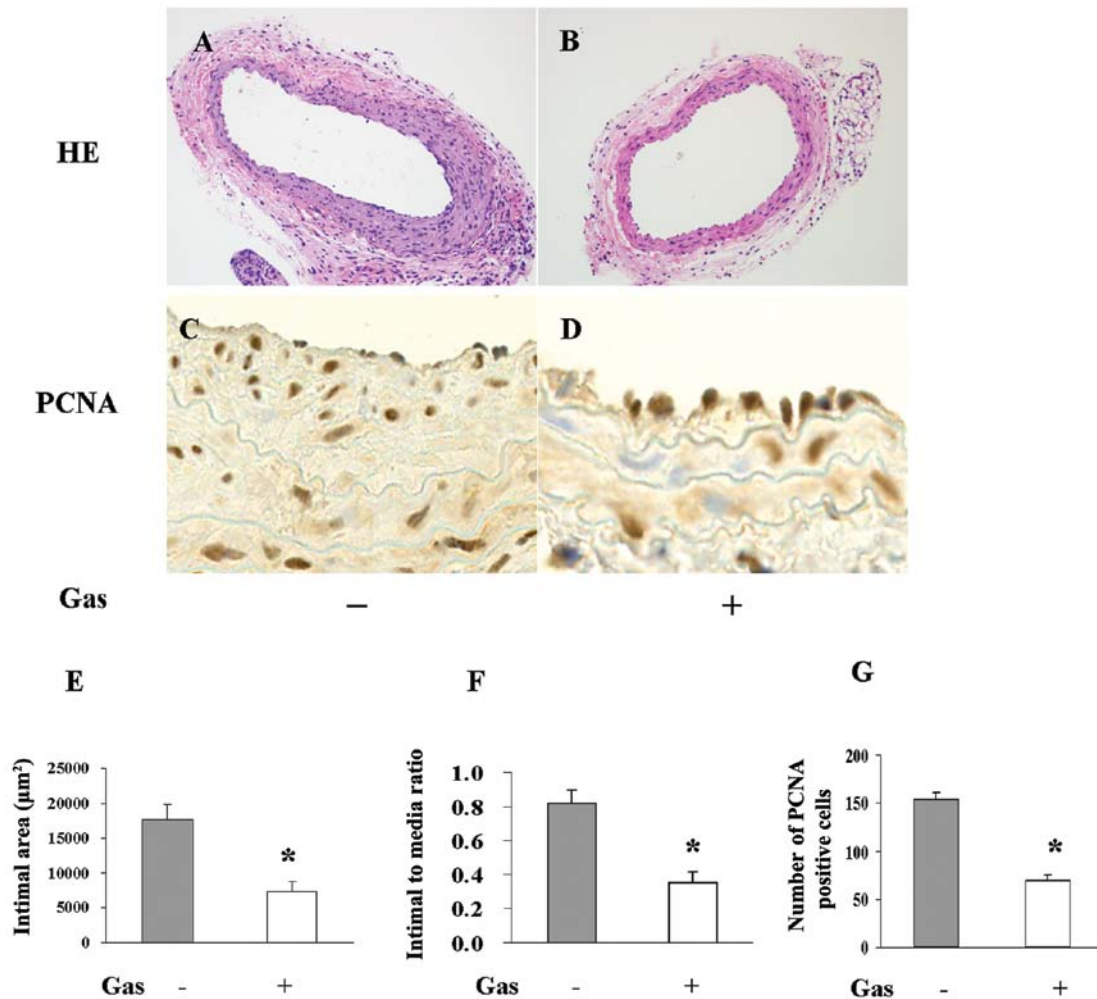 A
B
HE
C
D
PCNA
Gas
−
+
E
F
G
Intimal area (µm²)
25000
20000
15000
10000
5000
0
*
Gas - +
Intimal to media ratio
1.0
0.8
0.6
0.4
0.2
0.0
*
Gas - +
Number of PCNA
positive cells
200
150
100
50
0
*
Gas - +